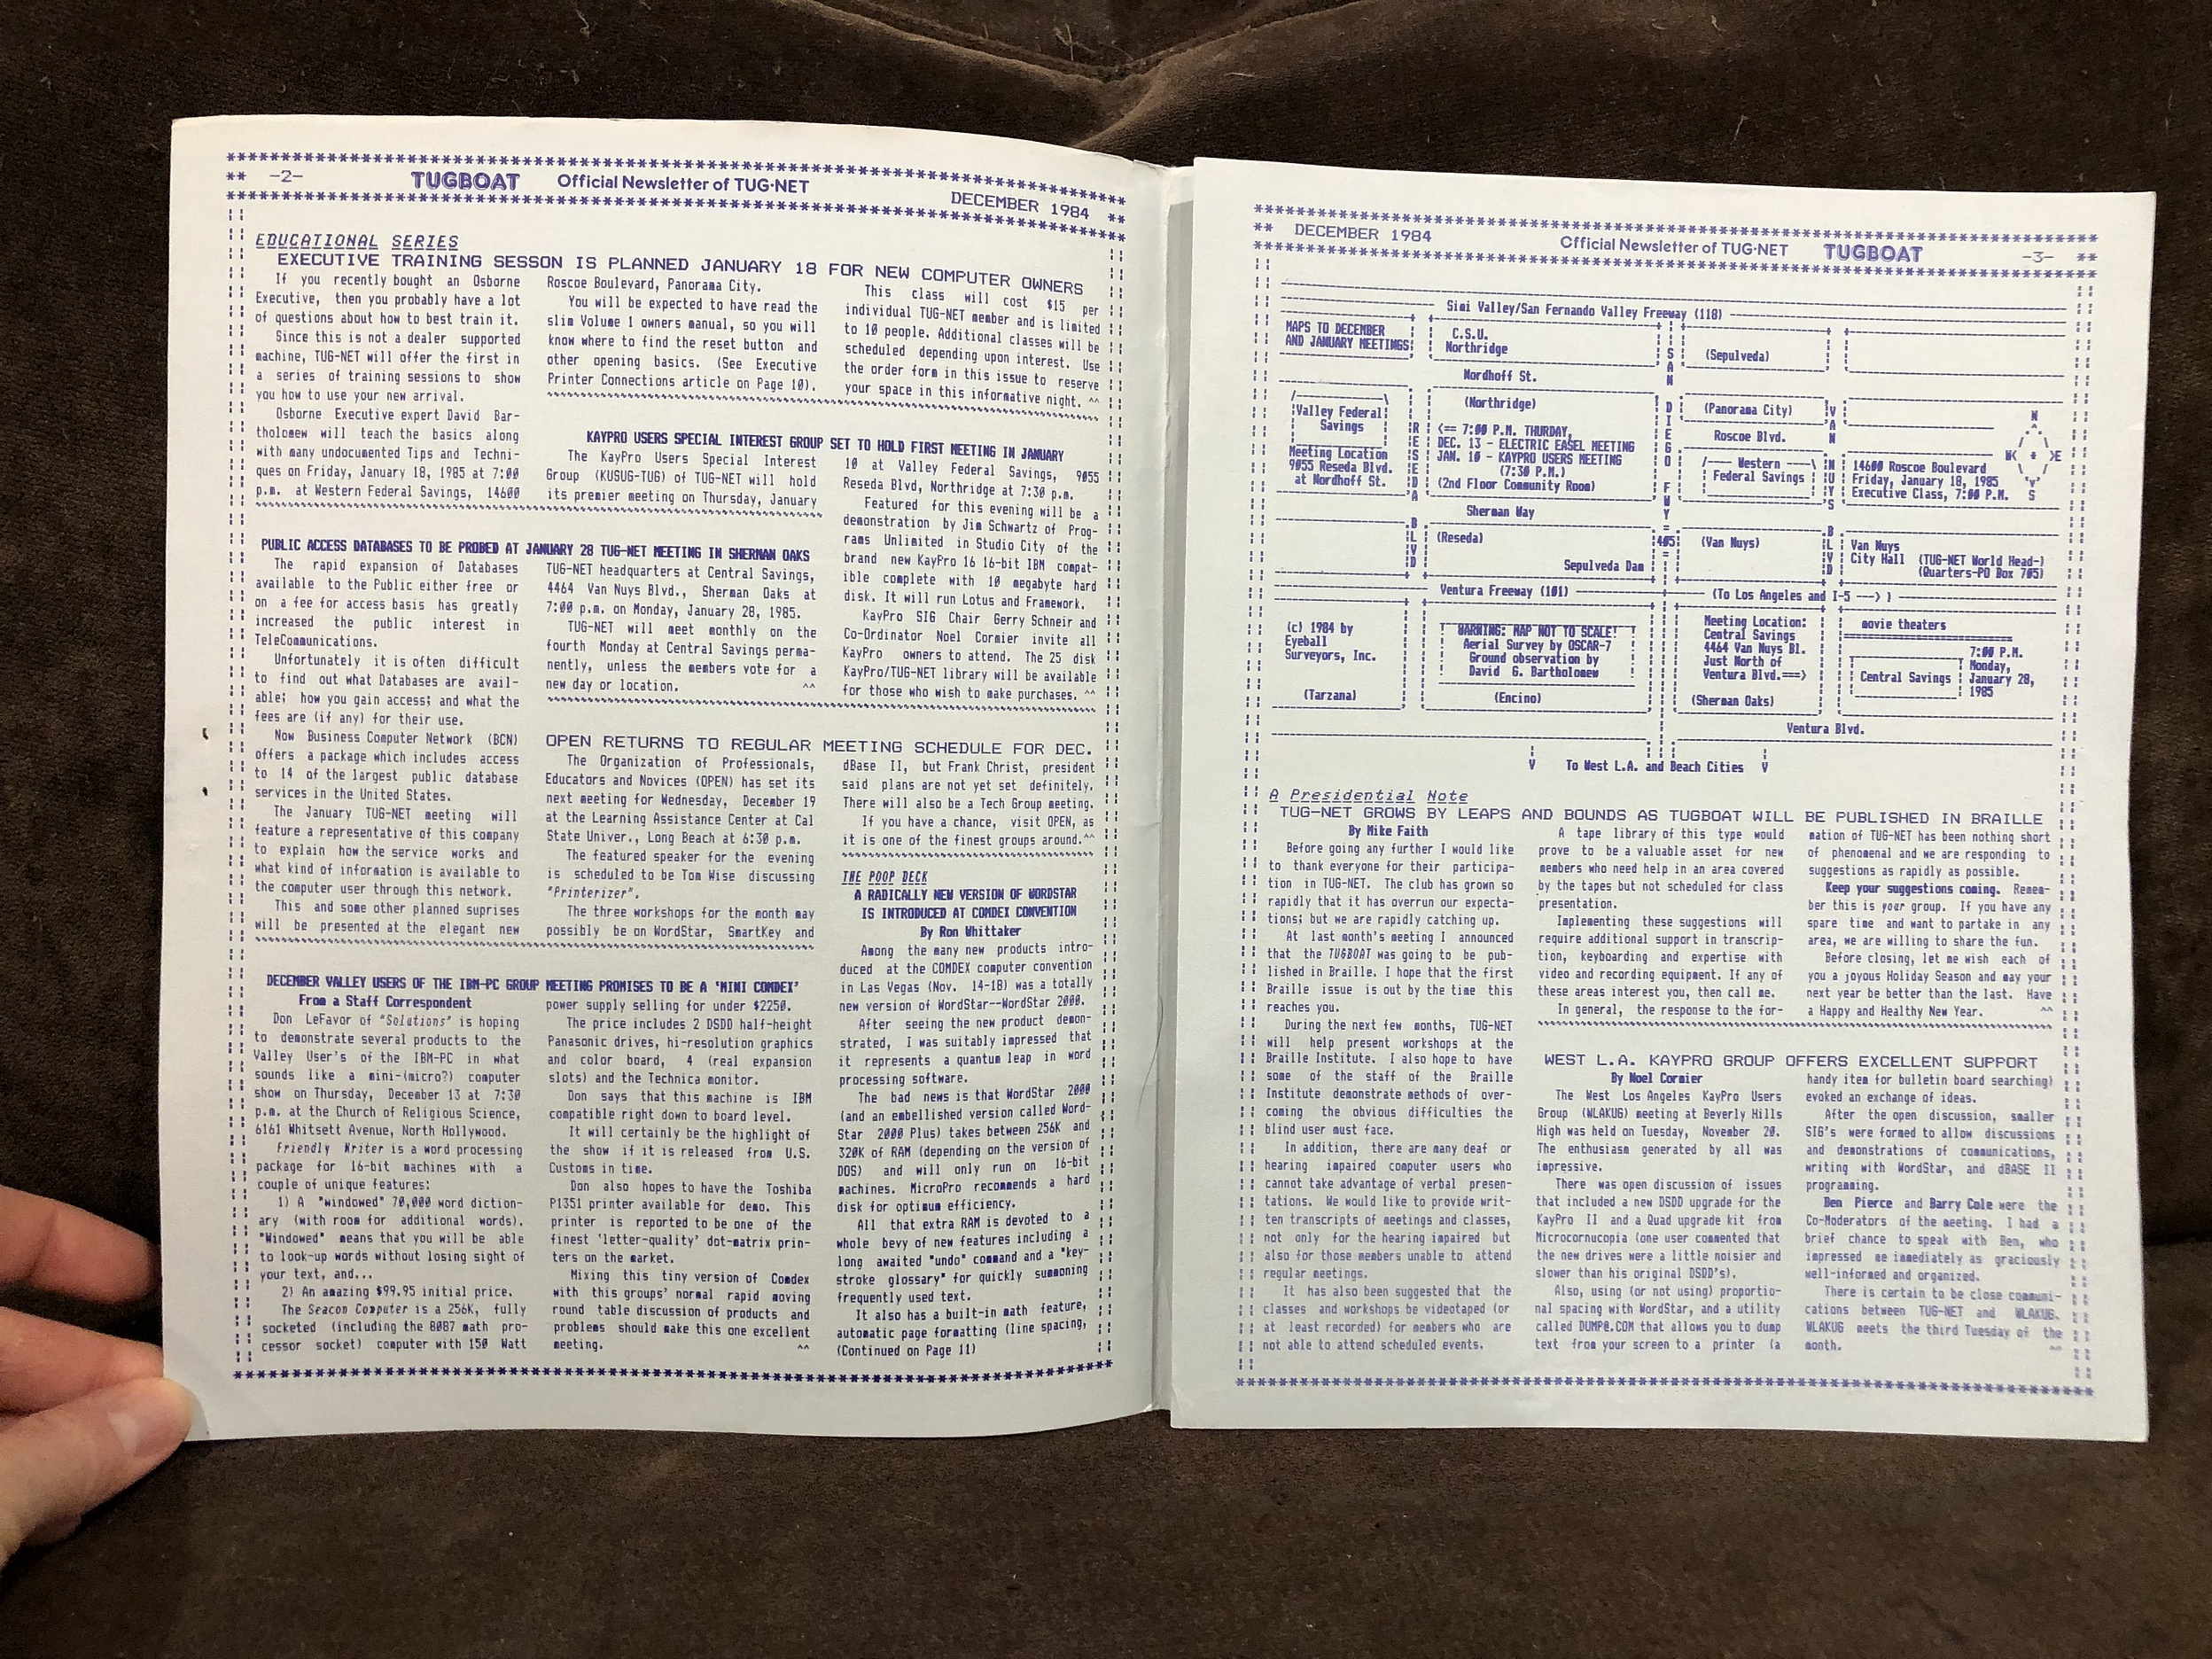 -2- TUGBOAT Official Newsletter of TUG·NET DECEMBER 1984
EDUCATIONAL SERIES
EXECUTIVE TRAINING SESSON IS PLANNED JANUARY 18 FOR NEW COMPUTER OWNERS
If you recently bought an Osborne
Executive, then you probably have a lot
of questions about how to best train it.
Since this is not a dealer supported
machine, TUG-NET will offer the first in
a series of training sessions to show
you how to use your new arrival.
Osborne Executive expert David Bar-
tholomew will teach the basics along
with many undocumented Tips and Techni-
ques on Friday, January 18, 1985 at 7:00
p.m. at Western Federal Savings, 14600
Roscoe Boulevard, Panorama City.
You will be expected to have read the
slim Volume 1 owners manual, so you will
know where to find the reset button and
other opening basics. (See Executive
Printer Connections article on Page 10).
This class will cost $15 per
individual TUG-NET member and is limited
to 10 people. Additional classes will be
scheduled depending upon interest. Use
the order form in this issue to reserve
your space in this informative night. ^^
KAYPRO USERS SPECIAL INTEREST GROUP SET TO HOLD FIRST MEETING IN JANUARY
The KayPro Users Special Interest
Group (KUSUG-TUG) of TUG-NET will hold
its premier meeting on Thursday, January
10 at Valley Federal Savings, 9055
Reseda Blvd, Northridge at 7:30 p.m.
Featured for this evening will be a
demonstration by Jim Schwartz of Prog-
rams Unlimited in Studio City of the
brand new KayPro 16 16-bit IBM compat-
ible complete with 10 megabyte hard
disk. It will run Lotus and Framework.
KayPro SIG Chair Gerry Schneir and
Co-Ordinator Noel Cormier invite all
KayPro owners to attend. The 25 disk
KayPro/TUG-NET library will be available
for those who wish to make purchases. ^^
PUBLIC ACCESS DATABASES TO BE PROBED AT JANUARY 28 TUG-NET MEETING IN SHERMAN OAKS
The rapid expansion of Databases
available to the Public either free or
on a fee for access basis has greatly
increased the public interest in
TeleCommunications.
Unfortunately it is often difficult
to find out what Databases are avail-
able; how you gain access; and what the
fees are (if any) for their use.
Now Business Computer Network (BCN)
offers a package which includes access
to 14 of the largest public database
services in the United States.
The January TUG-NET meeting will
feature a representative of this company
to explain how the service works and
what kind of information is available to
the computer user through this network.
This and some other planned suprises
will be presented at the elegant new
TUG-NET headquarters at Central Savings,
4464 Van Nuys Blvd., Sherman Oaks at
7:00 p.m. on Monday, January 28, 1985.
TUG-NET will meet monthly on the
fourth Monday at Central Savings perma-
nently, unless the members vote for a
new day or location. ^^
OPEN RETURNS TO REGULAR MEETING SCHEDULE FOR DEC.
The Organization of Professionals,
Educators and Novices (OPEN) has set its
next meeting for Wednesday, December 19
at the Learning Assistance Center at Cal
State Univer., Long Beach at 6:30 p.m.
The featured speaker for the evening
is scheduled to be Tom Wise discussing
"Printerizer".
The three workshops for the month may
possibly be on WordStar, SmartKey and
dBase II, but Frank Christ, president
said plans are not yet set definitely.
There will also be a Tech Group meeting.
If you have a chance, visit OPEN, as
it is one of the finest groups around.^^
DECEMBER VALLEY USERS OF THE IBM-PC GROUP MEETING PROMISES TO BE A 'MINI COMDEX'
From a Staff Correspondent
Don LeFavor of "Solutions" is hoping
to demonstrate several products to the
Valley User's of the IBM-PC in what
sounds like a mini-(micro?) computer
show on Thursday, December 13 at 7:30
p.m. at the Church of Religious Science,
6161 Whitsett Avenue, North Hollywood.
Friendly Writer is a word processing
package for 16-bit machines with a
couple of unique features:
1) A "windowed" 70,000 word diction-
ary (with room for additional words).
"Windowed" means that you will be able
to look-up words without losing sight of
your text, and...
2) An amazing $99.95 initial price.
The Seacon Computer is a 256K, fully
socketed (including the 8087 math pro-
cessor socket) computer with 150 Watt
power supply selling for under $2250.
The price includes 2 DSDD half-height
Panasonic drives, hi-resolution graphics
and color board, 4 (real expansion
slots) and the Technica monitor.
Don says that this machine is IBM
compatible right down to board level.
It will certainly be the highlight of
the show if it is released from U.S.
Customs in time.
Don also hopes to have the Toshiba
P1351 printer available for demo. This
printer is reported to be one of the
finest 'letter-quality' dot-matrix prin-
ters on the market.
Mixing this tiny version of Comdex
with this groups' normal rapid moving
round table discussion of products and
problems should make this one excellent
meeting. ^^
THE POOP DECK
A RADICALLY NEW VERSION OF WORDSTAR
IS INTRODUCED AT COMDEX CONVENTION
By Ron Whittaker
Among the many new products intro-
duced at the COMDEX computer convention
in Las Vegas (Nov. 14-18) was a totally
new version of WordStar--WordStar 2000.
After seeing the new product demon-
strated, I was suitably impressed that
it represents a quantum leap in word
processing software.
The bad news is that WordStar 2000
(and an embellished version called Word-
Star 2000 Plus) takes between 256K and
320K of RAM (depending on the version of
DOS) and will only run on 16-bit
machines. MicroPro recommends a hard
disk for optimum efficiency.
All that extra RAM is devoted to a
whole bevy of new features including a
long awaited "undo" command and a "key-
stroke glossary" for quickly summoning
frequently used text.
It also has a built-in math feature,
automatic page formatting (line spacing,
(Continued on Page 11)
DECEMBER 1984 Official Newsletter of TUG·NET TUGBOAT -3-
Simi Valley/San Fernando Valley Freeway (118)
MAPS TO DECEMBER
AND JANUARY MEETINGS
C.S.U.
Northridge
(Sepulveda)
Nordhoff St.
Valley Federal
Savings
Meeting Location
9055 Reseda Blvd.
at Nordhoff St.
RESEDA BLVD
(Northridge)
<== 7:00 P.M. THURDAY,
DEC. 13 - ELECTRIC EASEL MEETING
JAN. 10 - KAYPRO USERS MEETING
(7:30 P.M.)
(2nd Floor Community Room)
SAN DIEGO FWY = 405 =
(Panorama City)
Roscoe Blvd.
Western
Federal Savings
VAN NUYS BLVD
14600 Roscoe Boulevard
Friday, January 18, 1985
Executive Class, 7:00 P.M.
N
W E
S
Sherman Way
(Reseda)
Sepulveda Dam
(Van Nuys)
Van Nuys
City Hall (TUG-NET World Head-)
(Quarters-PO Box 705)
Ventura Freeway (101) (To Los Angeles and I-5 --->)
(c) 1984 by
Eyeball
Surveyors, Inc.
(Tarzana)
WARNING: MAP NOT TO SCALE!
Aerial Survey by OSCAR-7
Ground observation by
David G. Bartholomew
(Encino)
Meeting Location:
Central Savings
4464 Van Nuys Bl.
Just North of
Ventura Blvd.===>
(Sherman Oaks)
movie theaters
Central Savings
7:00 P.M.
Monday,
January 28,
1985
Ventura Blvd.
V To West L.A. and Beach Cities V
A Presidential Note
TUG-NET GROWS BY LEAPS AND BOUNDS AS TUGBOAT WILL BE PUBLISHED IN BRAILLE
By Mike Faith
Before going any further I would like
to thank everyone for their participa-
tion in TUG-NET. The club has grown so
rapidly that it has overrun our expecta-
tions; but we are rapidly catching up.
At last month's meeting I announced
that the TUGBOAT was going to be pub-
lished in Braille. I hope that the first
Braille issue is out by the time this
reaches you.
During the next few months, TUG-NET
will help present workshops at the
Braille Institute. I also hope to have
some of the staff of the Braille
Institute demonstrate methods of over-
coming the obvious difficulties the
blind user must face.
In addition, there are many deaf or
hearing impaired computer users who
cannot take advantage of verbal presen-
tations. We would like to provide writ-
ten transcripts of meetings and classes,
not only for the hearing impaired but
also for those members unable to attend
regular meetings.
It has also been suggested that the
classes and workshops be videotaped (or
at least recorded) for members who are
not able to attend scheduled events.
A tape library of this type would
prove to be a valuable asset for new
members who need help in an area covered
by the tapes but not scheduled for class
presentation.
Implementing these suggestions will
require additional support in transcrip-
tion, keyboarding and expertise with
video and recording equipment. If any of
these areas interest you, then call me.
In general, the response to the for-
mation of TUG-NET has been nothing short
of phenomenal and we are responding to
suggestions as rapidly as possible.
Keep your suggestions coming. Remem-
ber this is your group. If you have any
spare time and want to partake in any
area, we are willing to share the fun.
Before closing, let me wish each of
you a joyous Holiday Season and may your
next year be better than the last. Have
a Happy and Healthy New Year. ^^
WEST L.A. KAYPRO GROUP OFFERS EXCELLENT SUPPORT
By Noel Cormier
The West Los Angeles KayPro Users
Group (WLAKUG) meeting at Beverly Hills
High was held on Tuesday, November 20.
The enthusiasm generated by all was
impressive.
There was open discussion of issues
that included a new DSDD upgrade for the
KayPro II and a Quad upgrade kit from
Microcornucopia (one user commented that
the new drives were a little noisier and
slower than his original DSDD's).
Also, using (or not using) proportio-
nal spacing with WordStar, and a utility
called DUMP@.COM that allows you to dump
text from your screen to a printer (a
handy item for bulletin board searching)
evoked an exchange of ideas.
After the open discussion, smaller
SIG's were formed to allow discussions
and demonstrations of communications,
writing with WordStar, and dBASE II
programming.
Ben Pierce and Barry Cole were the
Co-Moderators of the meeting. I had a
brief chance to speak with Ben, who
impressed me immediately as graciously
well-informed and organized.
There is certain to be close communi-
cations between TUG-NET and WLAKUG.
WLAKUG meets the third Tuesday of the
month. ^^